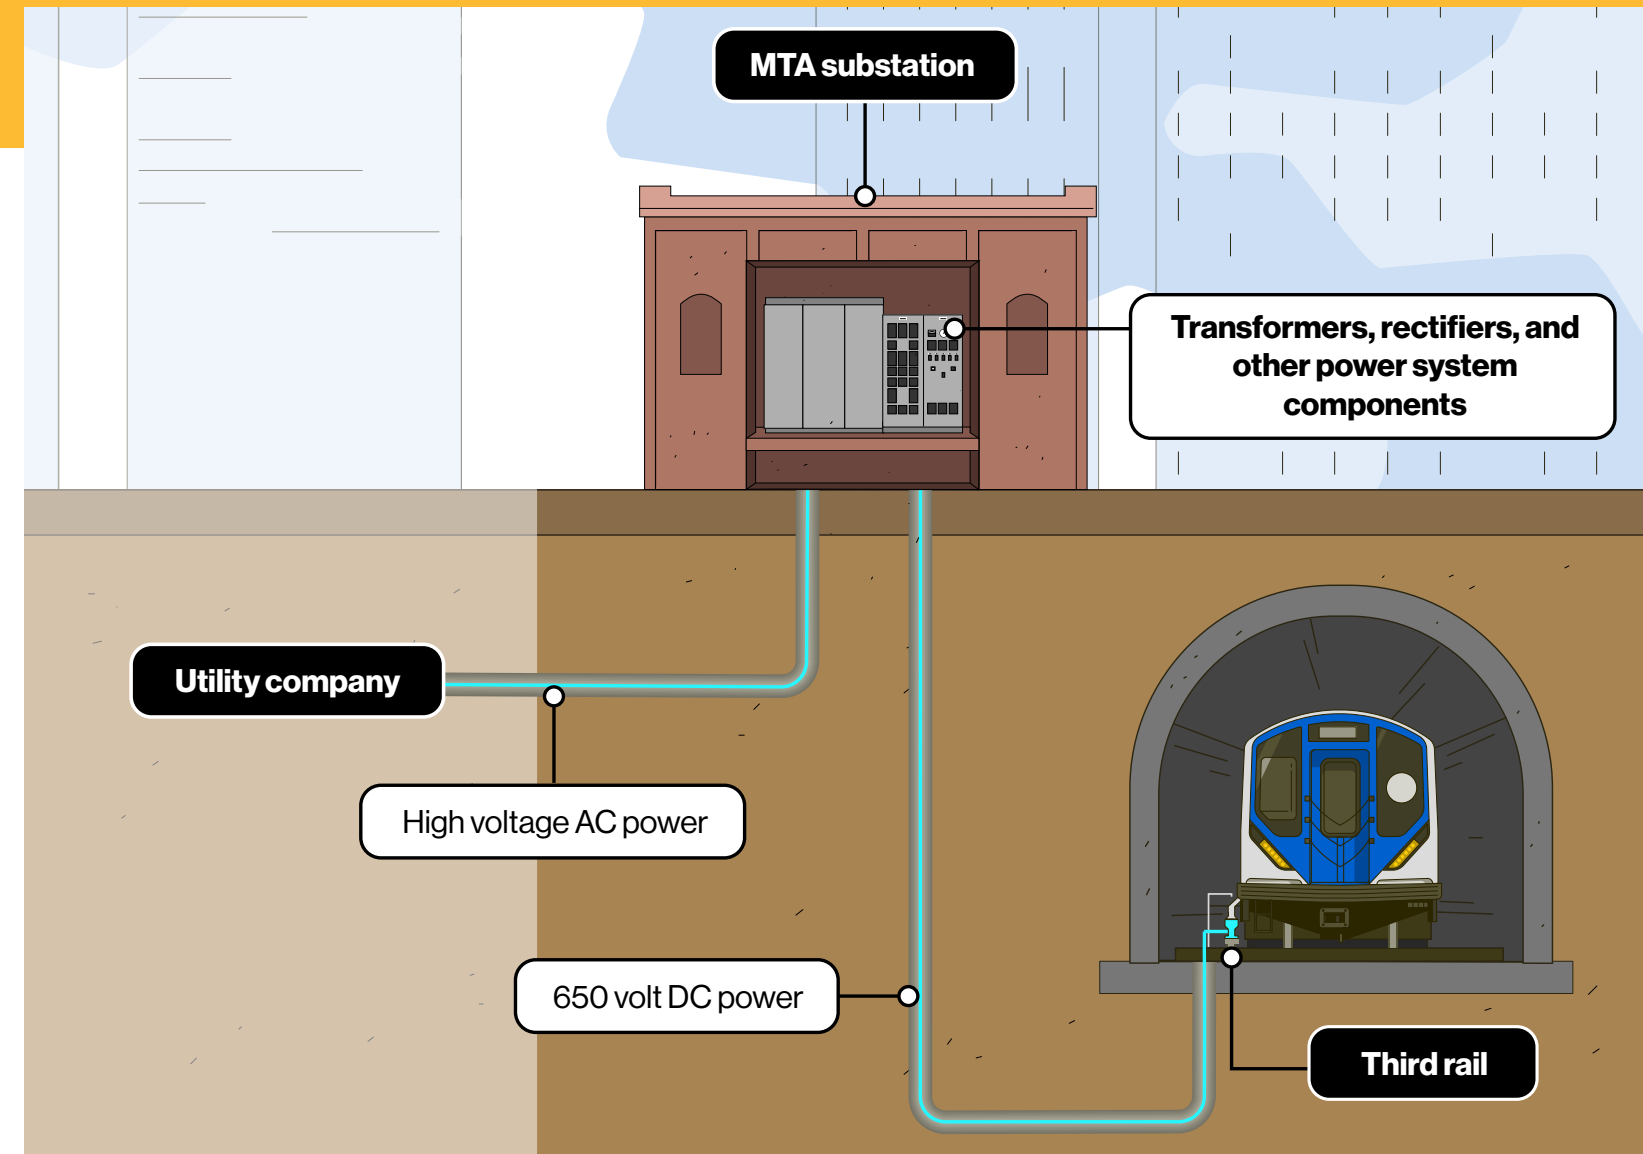 MTA substation
Transformers, rectifiers, and
other power system
components
Utility company
High voltage AC power
650 volt DC power
Third rail